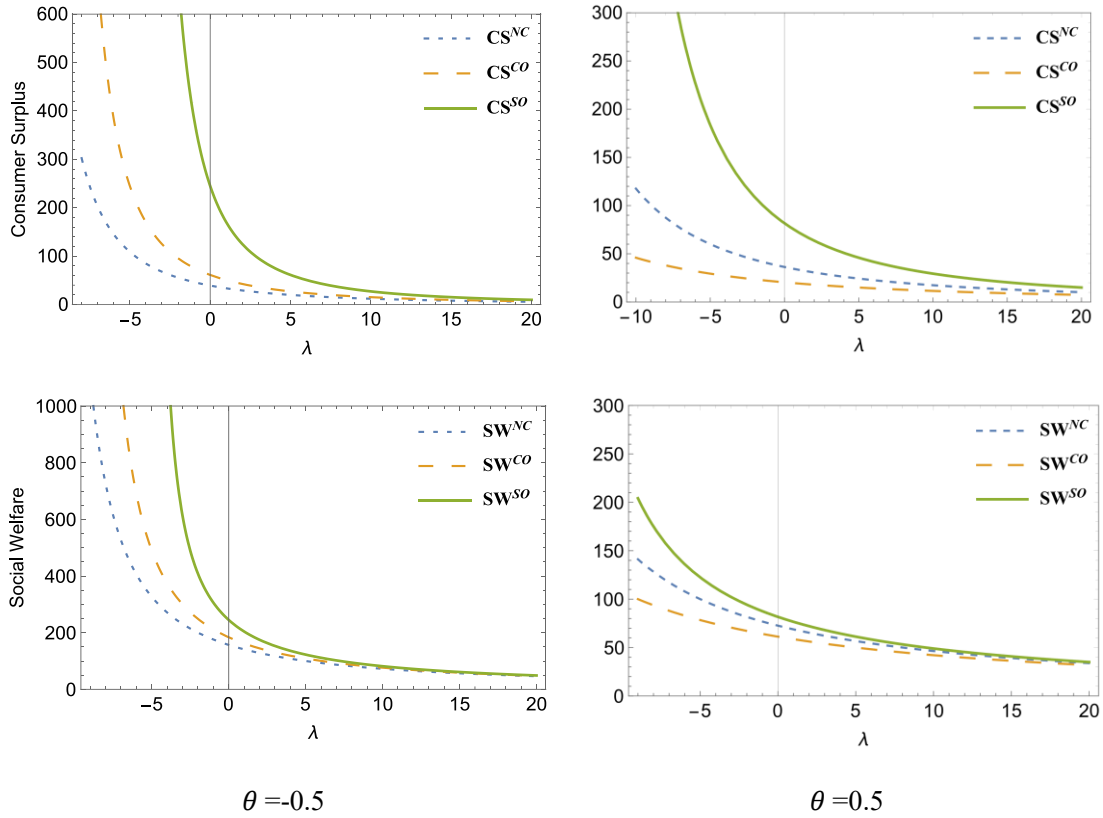 Consumer Surplus
600
500
400
300
200
100
0
−5 0 5 10 15 20
λ
CS^NC
CS^CO
CS^SO
300
250
200
150
100
50
0
−10 −5 0 5 10 15 20
λ
CS^NC
CS^CO
CS^SO
Social Welfare
1000
800
600
400
200
0
−5 0 5 10 15 20
λ
SW^NC
SW^CO
SW^SO
300
250
200
150
100
50
0
−5 0 5 10 15 20
λ
SW^NC
SW^CO
SW^SO
θ =-0.5
θ =0.5